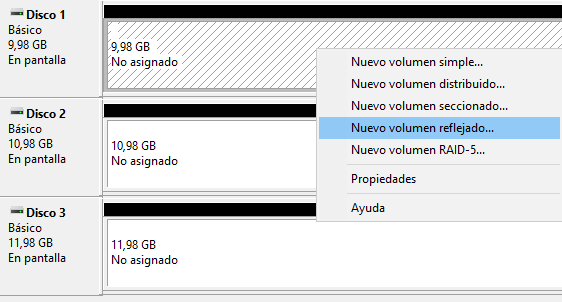 Disco 1
Básico
9,98 GB
En pantalla
9,98 GB
No asignado
Nuevo volumen simple...
Nuevo volumen distribuido...
Nuevo volumen seccionado...
Nuevo volumen reflejado...
Nuevo volumen RAID-5...
Propiedades
Ayuda
Disco 2
Básico
10,98 GB
En pantalla
10,98 GB
No asignado
Disco 3
Básico
11,98 GB
En pantalla
11,98 GB
No asignado